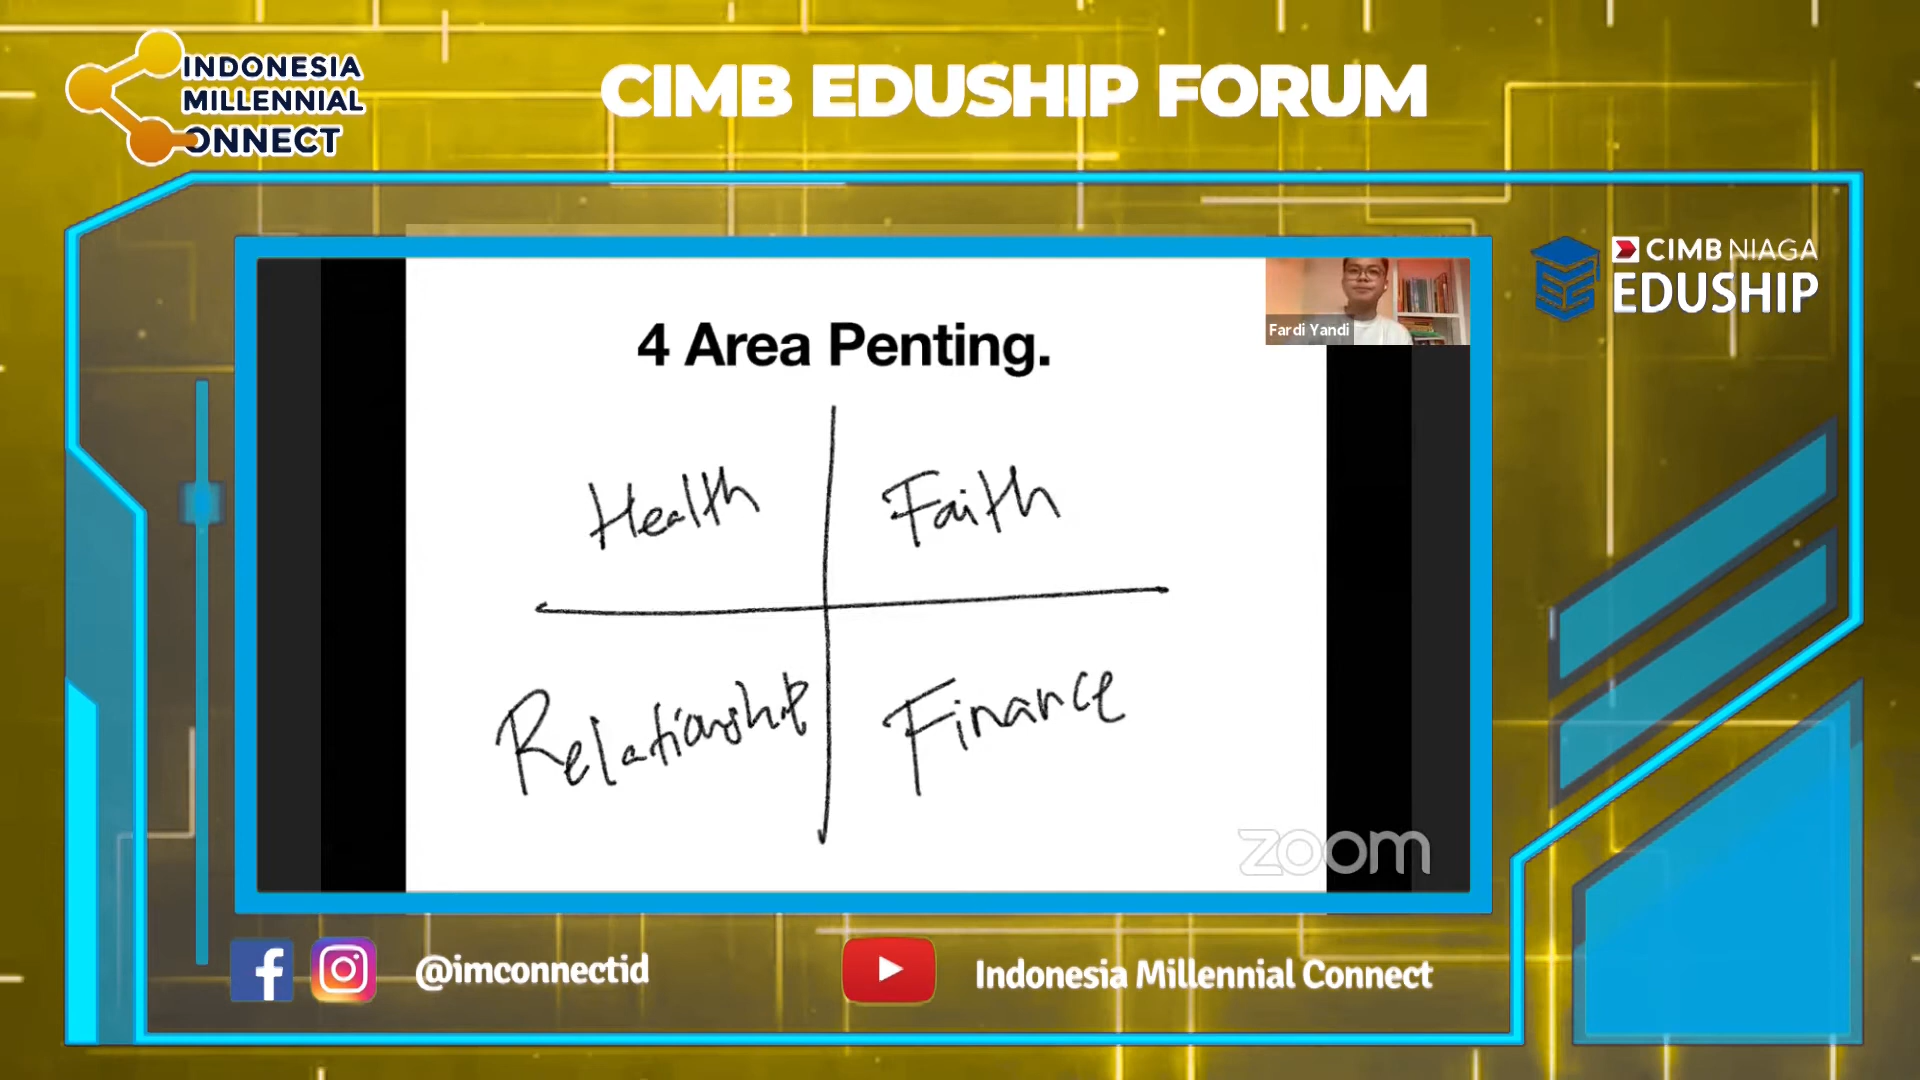 INDONESIA
MILLENNIAL
CONNECT
CIMB EDUSHIP FORUM
CIMB NIAGA
EDUSHIP
Fardi Yandi
4 Area Penting.
Health
Faith
Relationship
Finance
zoom
@imconnectid
Indonesia Millennial Connect